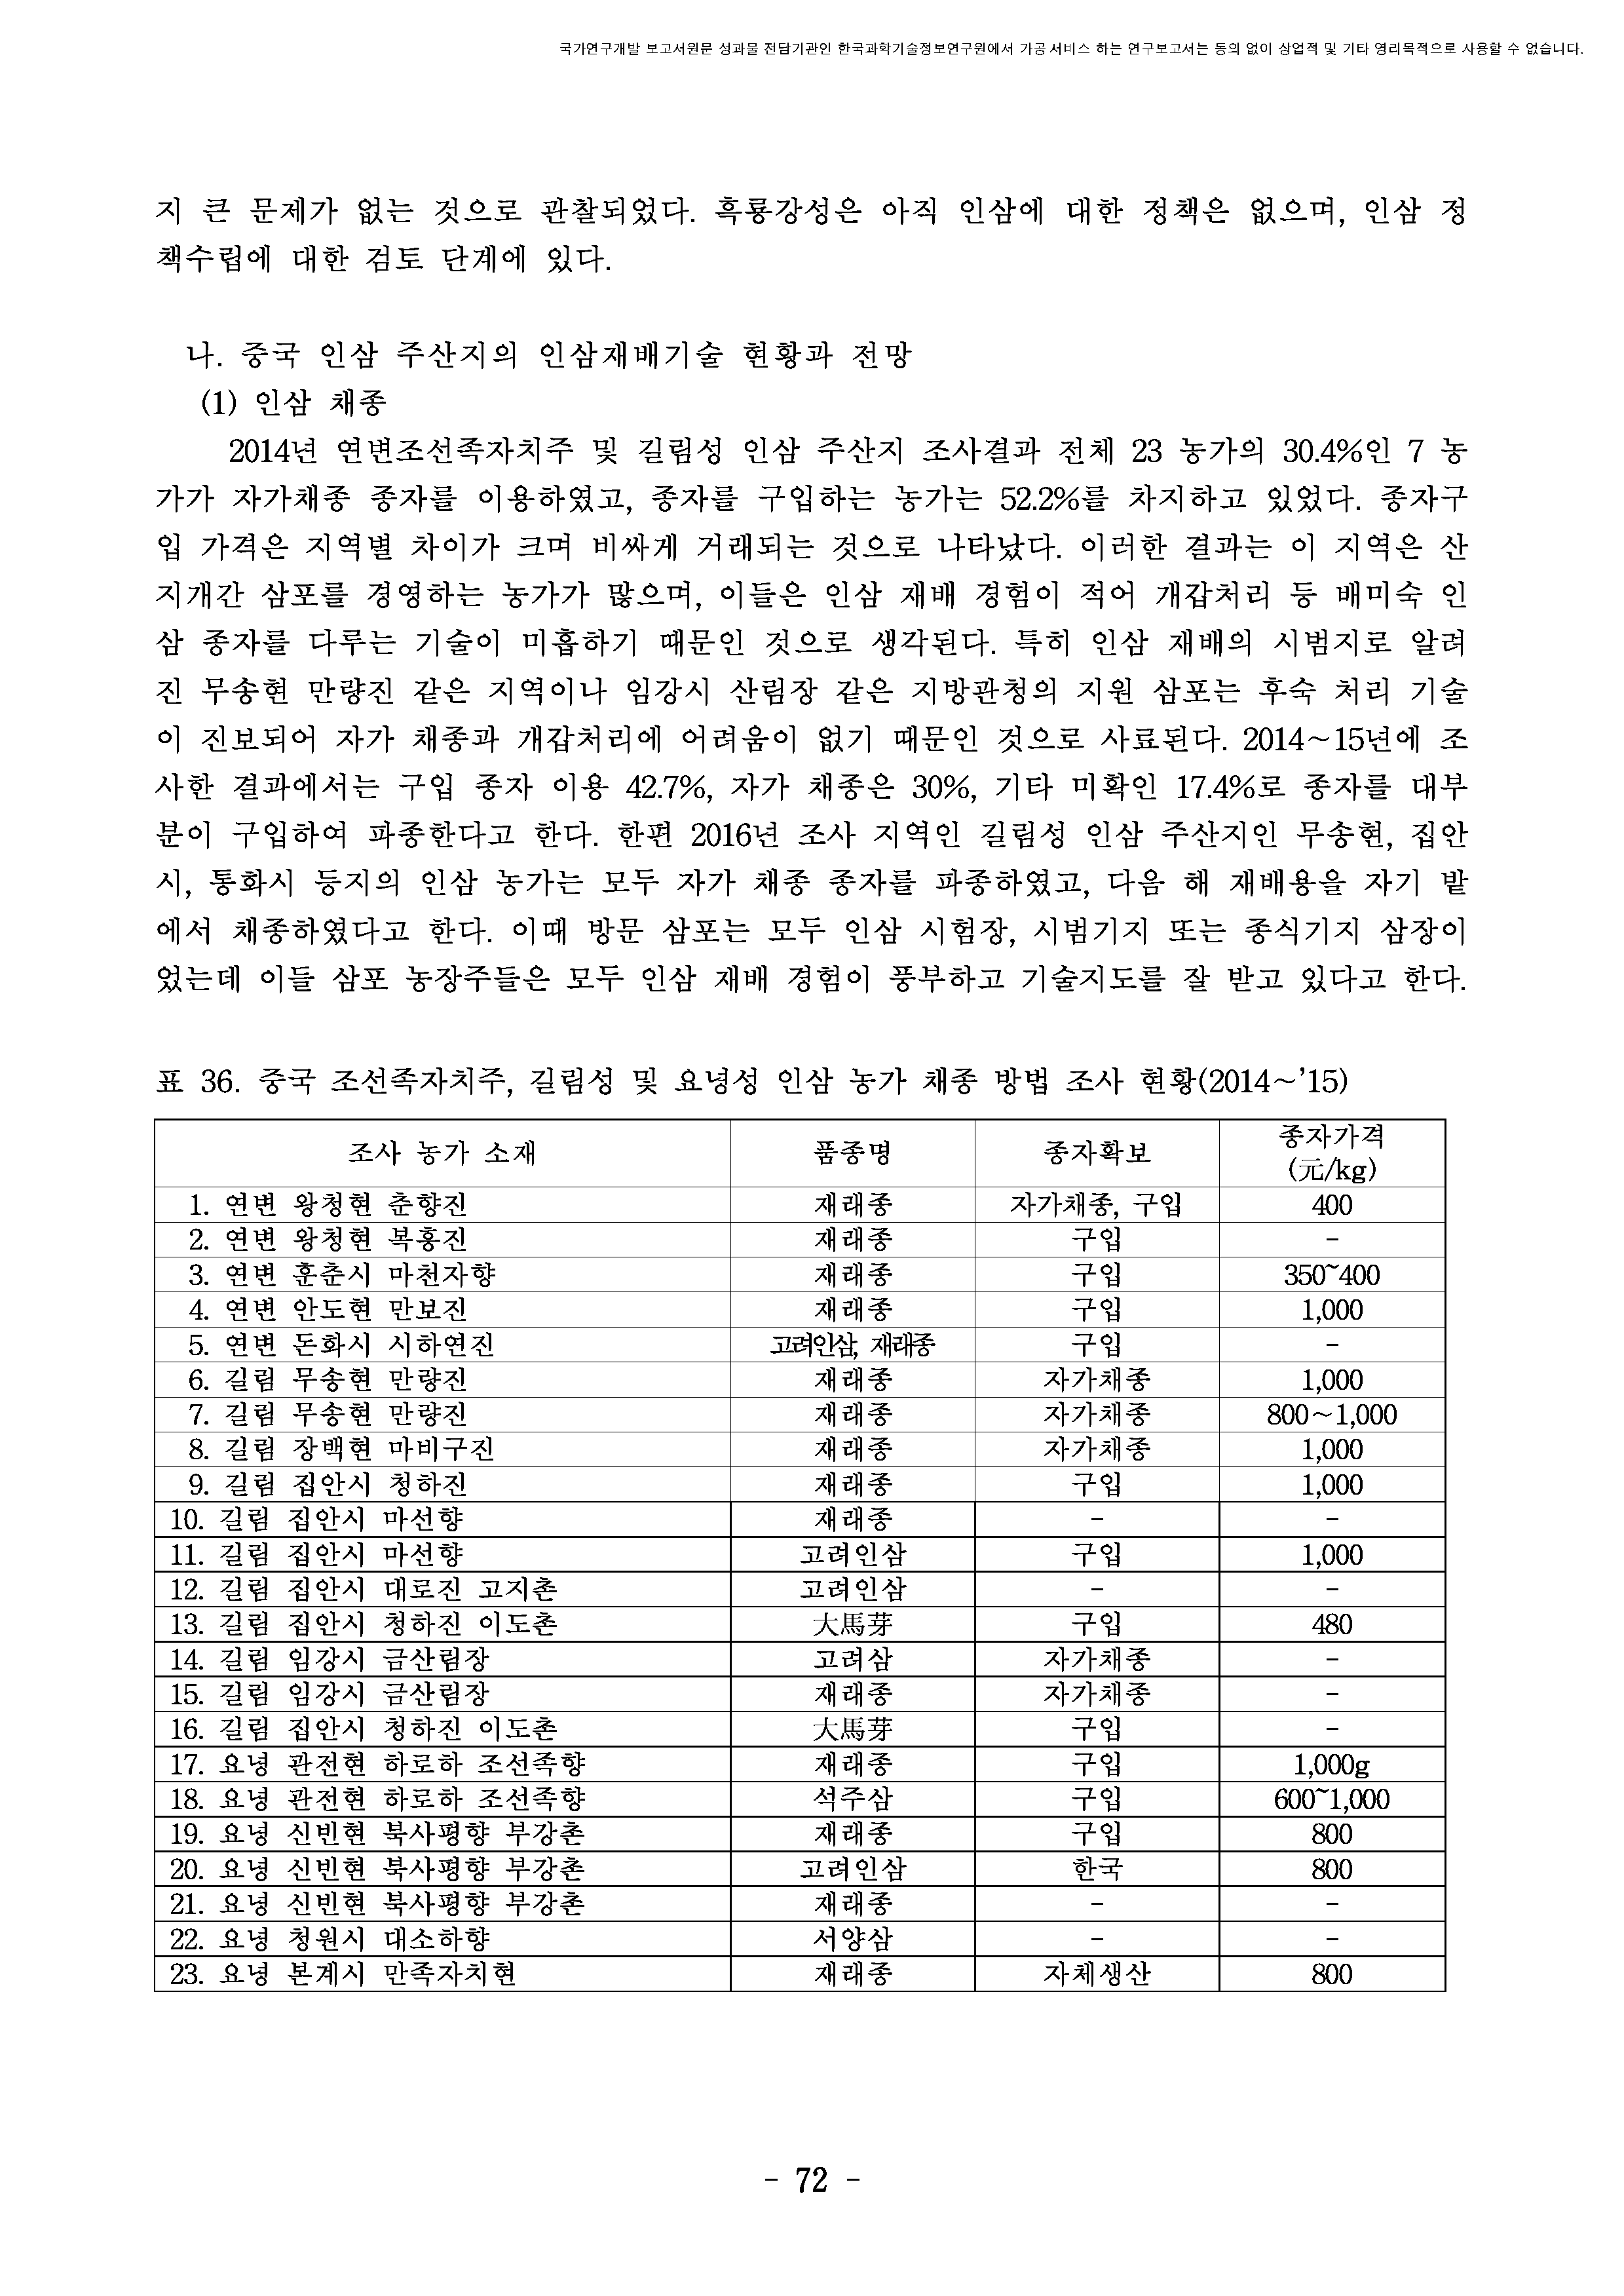 국가연구개발 보고서원문 성과물 전담기관인 한국과학기술정보연구원에서 가공·서비스 하는 연구보고서는 동의 없이 상업적 및 기타 영리목적으로 사용할 수 없습니다.
지 큰 문제가 없는 것으로 관찰되었다. 흑룡강성은 아직 인삼에 대한 정책은 없으며, 인삼 정
책수립에 대한 검토 단계에 있다.
나. 중국 인삼 주산지의 인삼재배기술 현황과 전망
(1) 인삼 채종
2014년 연변조선족자치주 및 길림성 인삼 주산지 조사결과 전체 23 농가의 30.4%인 7 농
가가 자가채종 종자를 이용하였고, 종자를 구입하는 농가는 52.2%를 차지하고 있었다. 종자구
입 가격은 지역별 차이가 크며 비싸게 거래되는 것으로 나타났다. 이러한 결과는 이 지역은 산
지개간 삼포를 경영하는 농가가 많으며, 이들은 인삼 재배 경험이 적어 개갑처리 등 배미숙 인
삼 종자를 다루는 기술이 미흡하기 때문인 것으로 생각된다. 특히 인삼 재배의 시범지로 알려
진 무송현 만량진 같은 지역이나 임강시 산림장 같은 지방관청의 지원 삼포는 후숙 처리 기술
이 진보되어 자가 채종과 개갑처리에 어려움이 없기 때문인 것으로 사료된다. 2014~15년에 조
사한 결과에서는 구입 종자 이용 42.7%, 자가 채종은 30%, 기타 미확인 17.4%로 종자를 대부
분이 구입하여 파종한다고 한다. 한편 2016년 조사 지역인 길림성 인삼 주산지인 무송현, 집안
시, 통화시 등지의 인삼 농가는 모두 자가 채종 종자를 파종하였고, 다음 해 재배용을 자기 밭
에서 채종하였다고 한다. 이때 방문 삼포는 모두 인삼 시험장, 시범기지 또는 종식기지 삼장이
었는데 이들 삼포 농장주들은 모두 인삼 재배 경험이 풍부하고 기술지도를 잘 받고 있다고 한다.
표 36. 중국 조선족자치주, 길림성 및 요녕성 인삼 농가 채종 방법 조사 현황(2014~'15)
조사 농가 소재 품종명 종자확보 종자가격
(元/kg)
1. 연변 왕청현 춘향진 재래종 자가채종, 구입 400
2. 연변 왕청현 복흥진 재래종 구입 -
3. 연변 훈춘시 마천자향 재래종 구입 350~400
4. 연변 안도현 만보진 재래종 구입 1,000
5. 연변 돈화시 시하연진 고려인삼, 재래종 구입 -
6. 길림 무송현 만량진 재래종 자가채종 1,000
7. 길림 무송현 만량진 재래종 자가채종 800~1,000
8. 길림 장백현 마비구진 재래종 자가채종 1,000
9. 길림 집안시 청하진 재래종 구입 1,000
10. 길림 집안시 마선향 재래종 - -
11. 길림 집안시 마선향 고려인삼 구입 1,000
12. 길림 집안시 대로진 고지촌 고려인삼 - -
13. 길림 집안시 청하진 이도촌 大馬芽 구입 480
14. 길림 임강시 금산림장 고려삼 자가채종 -
15. 길림 임강시 금산림장 재래종 자가채종 -
16. 길림 집안시 청하진 이도촌 大馬芽 구입 -
17. 요녕 관전현 하로하 조선족향 재래종 구입 1,000g
18. 요녕 관전현 하로하 조선족향 석주삼 구입 600~1,000
19. 요녕 신빈현 북사평향 부강촌 재래종 구입 800
20. 요녕 신빈현 북사평향 부강촌 고려인삼 한국 800
21. 요녕 신빈현 북사평향 부강촌 재래종 - -
22. 요녕 청원시 대소하향 서양삼 - -
23. 요녕 본계시 만족자치현 재래종 자체생산 800
- 72 -